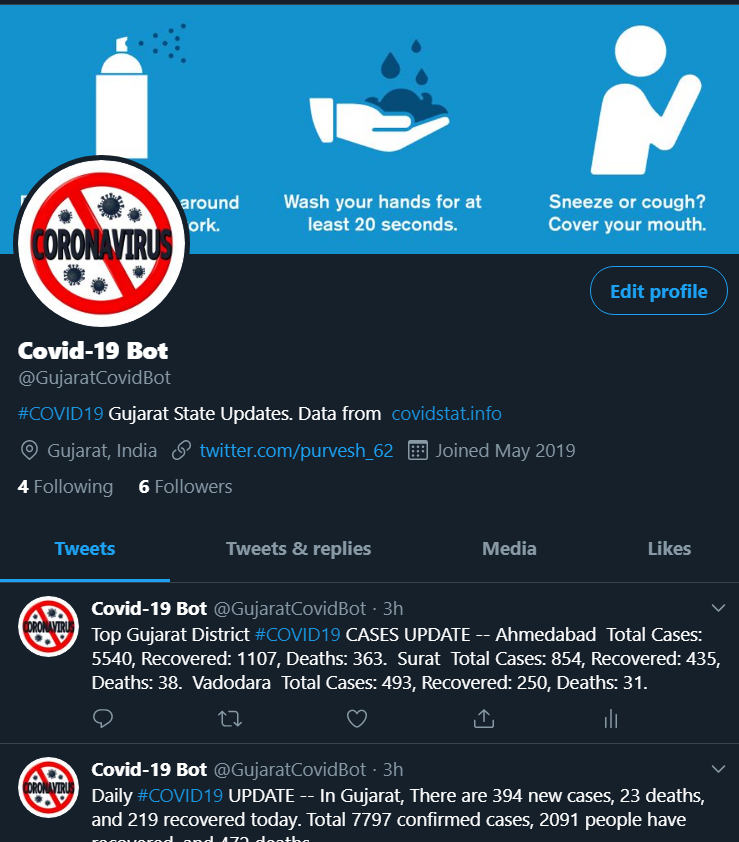 around
ork.
Wash your hands for at
least 20 seconds.
Sneeze or cough?
Cover your mouth.
CORONAVIRUS
Edit profile
Covid-19 Bot
@GujaratCovidBot
#COVID19 Gujarat State Updates. Data from covidstat.info
Gujarat, India twitter.com/purvesh_62 Joined May 2019
4 Following 6 Followers
Tweets Tweets & replies Media Likes
CORONAVIRUS
Covid-19 Bot @GujaratCovidBot · 3h
Top Gujarat District #COVID19 CASES UPDATE -- Ahmedabad Total Cases:
5540, Recovered: 1107, Deaths: 363. Surat Total Cases: 854, Recovered: 435,
Deaths: 38. Vadodara Total Cases: 493, Recovered: 250, Deaths: 31.
CORONAVIRUS
Covid-19 Bot @GujaratCovidBot · 3h
Daily #COVID19 UPDATE -- In Gujarat, There are 394 new cases, 23 deaths,
and 219 recovered today. Total 7797 confirmed cases, 2091 people have
recovered, and 472 deaths